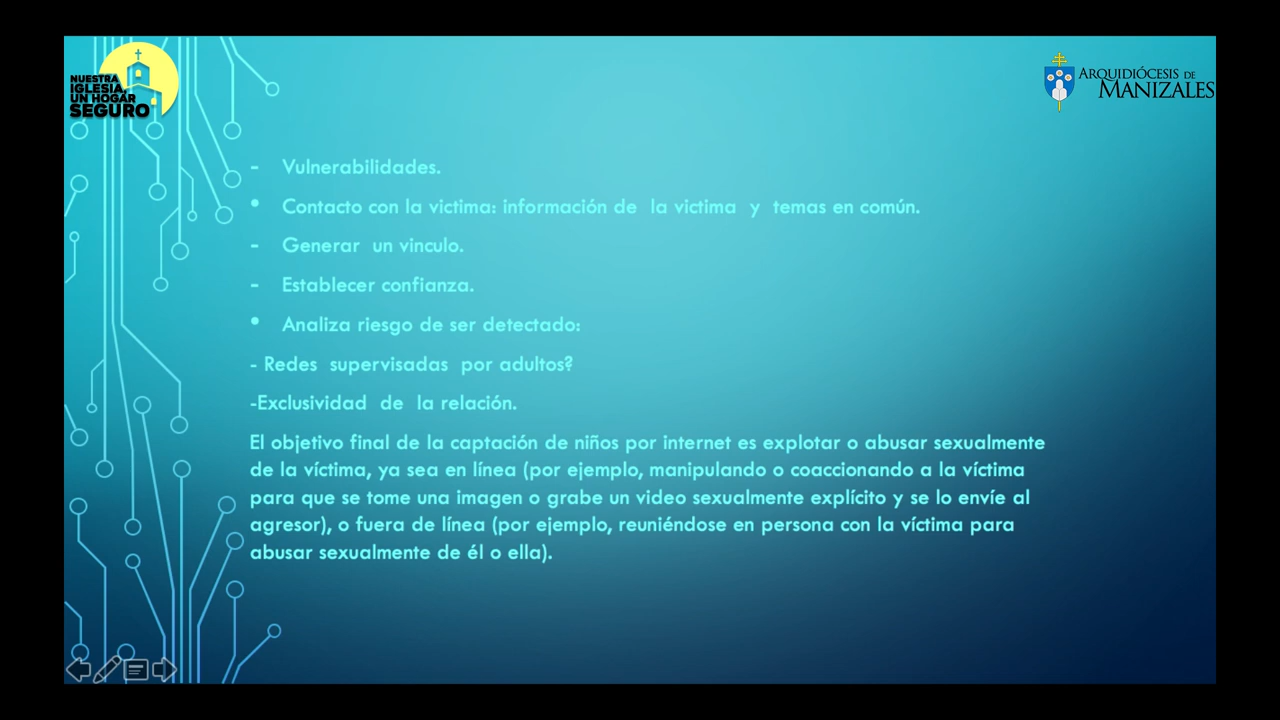 NUESTRA
IGLESIA,
UN HOGAR
SEGURO
ARQUIDIÓCESIS DE
MANIZALES
- Vulnerabilidades.
• Contacto con la victima: información de la victima y temas en común.
- Generar un vinculo.
- Establecer confianza.
• Analiza riesgo de ser detectado:
- Redes supervisadas por adultos?
-Exclusividad de la relación.
El objetivo final de la captación de niños por internet es explotar o abusar sexualmente
de la víctima, ya sea en línea (por ejemplo, manipulando o coaccionando a la víctima
para que se tome una imagen o grabe un video sexualmente explícito y se lo envíe al
agresor), o fuera de línea (por ejemplo, reuniéndose en persona con la víctima para
abusar sexualmente de él o ella).